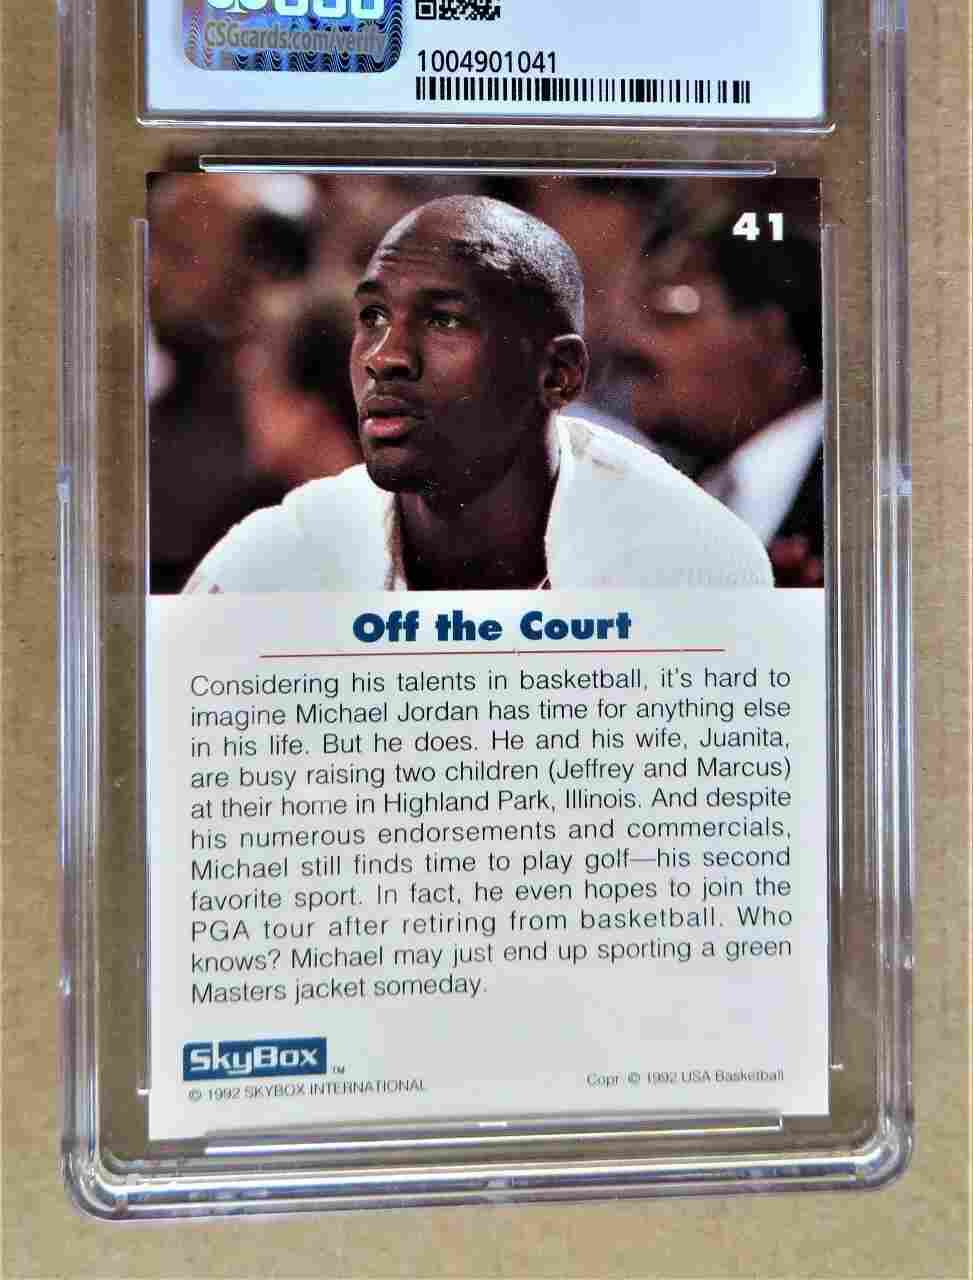 CSGcards.com/verify
1004901041
41
Off the Court
Considering his talents in basketball, it's hard to
imagine Michael Jordan has time for anything else
in his life. But he does. He and his wife, Juanita,
are busy raising two children (Jeffrey and Marcus)
at their home in Highland Park, Illinois. And despite
his numerous endorsements and commercials,
Michael still finds time to play golf—his second
favorite sport. In fact, he even hopes to join the
PGA tour after retiring from basketball. Who
knows? Michael may just end up sporting a green
Masters jacket someday.
SkyBox TM
© 1992 SKYBOX INTERNATIONAL
Copr. © 1992 USA Basketball